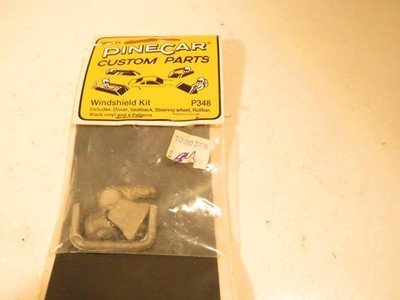 PINECAR
CUSTOM PARTS
Windshield Kit P348
Includes: Driver, Seatback, Steering wheel, Rollbar,
Black vinyl and 4 Patterns